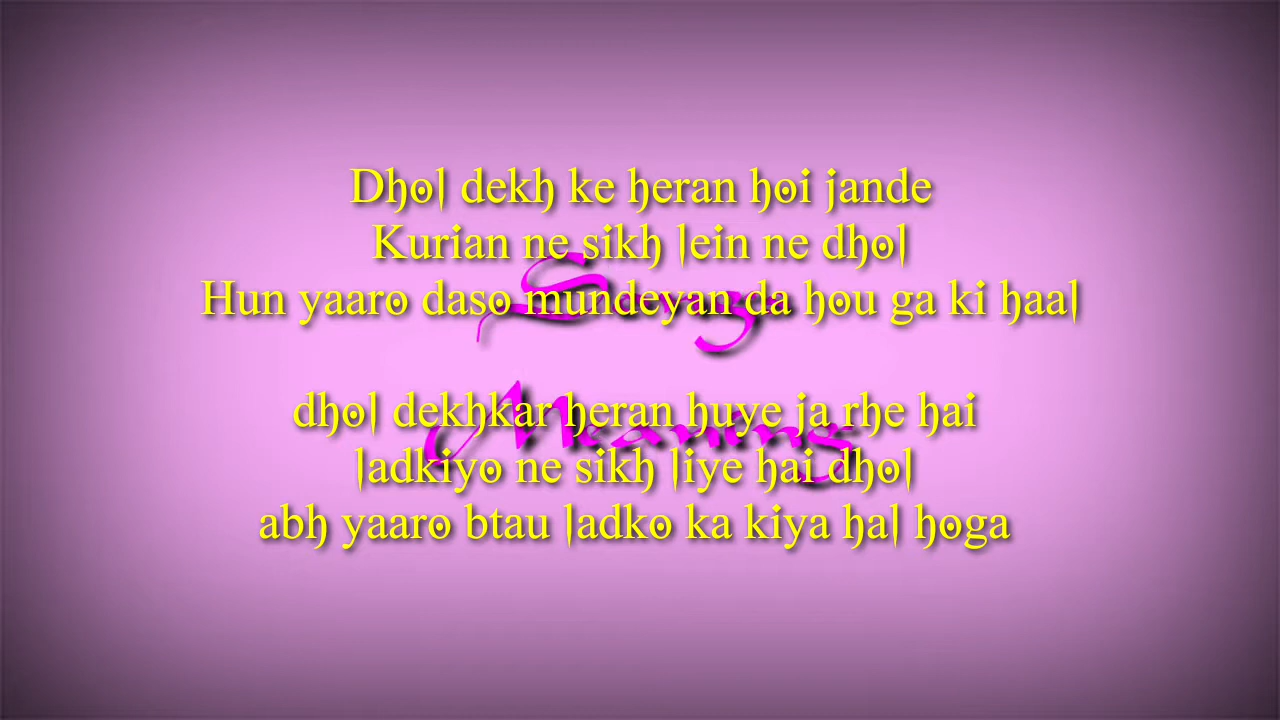 Dhol dekh ke heran hoi jande
Kurian ne sikh lein ne dhol
Hun yaaro daso mundeyan da hou ga ki haal
Song
Meaning
dhol dekhkar heran huye ja rhe hai
ladkiyo ne sikh liye hai dhol
abh yaaro btau ladko ka kiya hal hoga